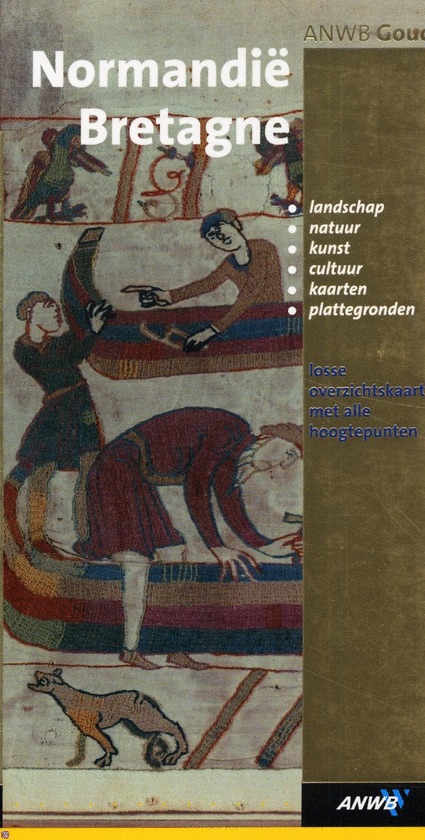 ANWB Goud
Normandië
Bretagne
• landschap
• natuur
• kunst
• cultuur
• kaarten
• plattegronden
losse
overzichtskaart
met alle
hoogtepunten
ANWB